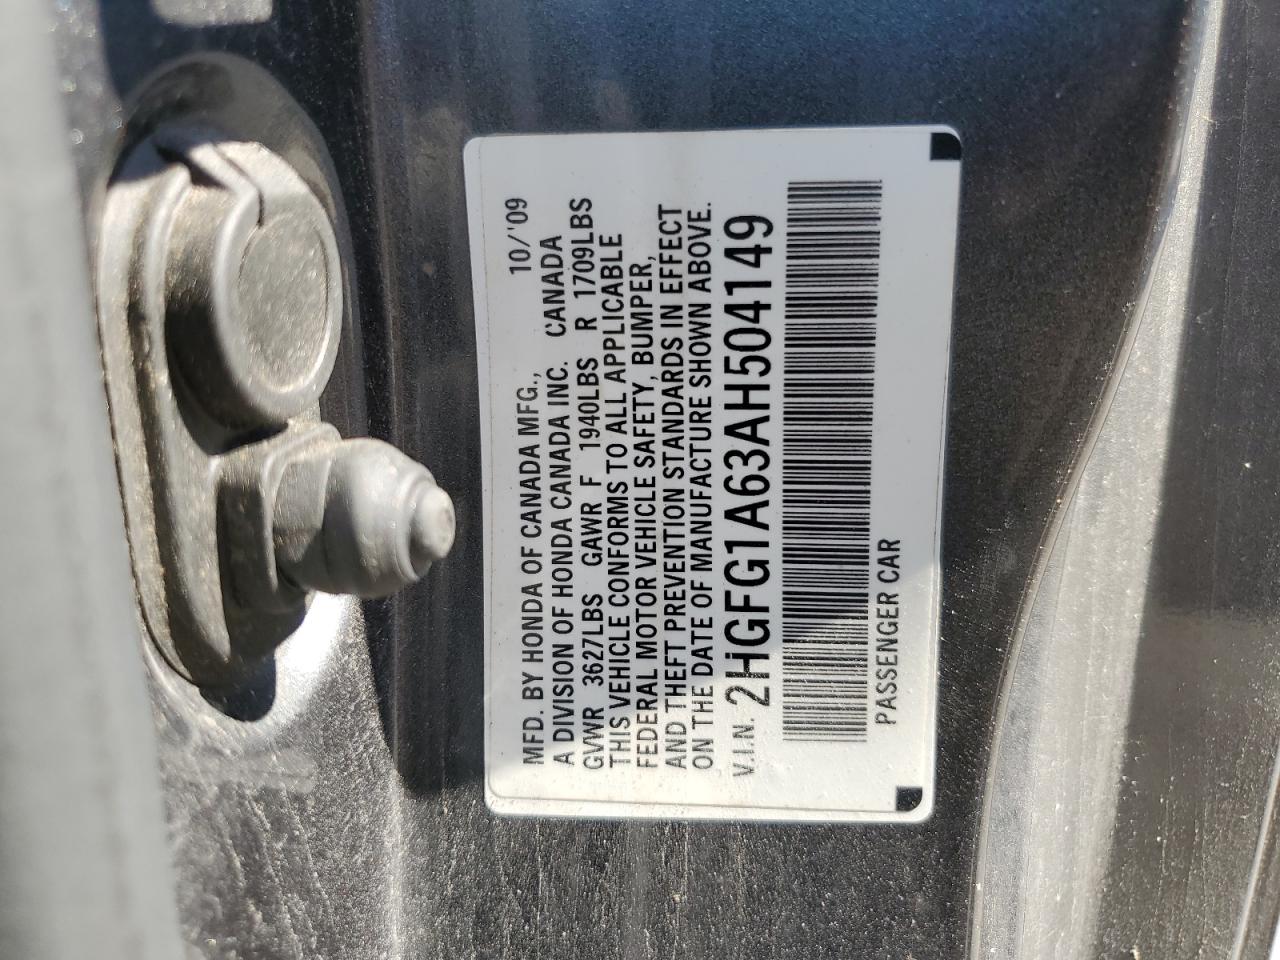 MFD. BY HONDA OF CANADA MFG., 10/'09
A DIVISION OF HONDA CANADA INC. CANADA
GVWR 3627LBS GAWR F 1940LBS R 1709LBS
THIS VEHICLE CONFORMS TO ALL APPLICABLE
FEDERAL MOTOR VEHICLE SAFETY, BUMPER,
AND THEFT PREVENTION STANDARDS IN EFFECT
ON THE DATE OF MANUFACTURE SHOWN ABOVE.
V.I.N. 2HGFG1A63AH504149
PASSENGER CAR